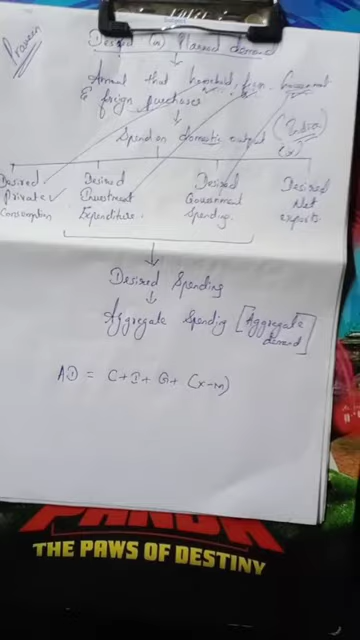 Praveen
Desired (or) Planned demand
Amount that household, firm, Government
& foreign purchases
Spend on domestic output (India)
(Y)
Desired Private Consumption
Desired Investment Expenditure.
Desired Government Spending.
Desired Net exports.
Desired Spending
Aggregate Spending [Aggregate demand]
AD = C + I + G + (x-m)
PANDA
THE PAWS OF DESTINY